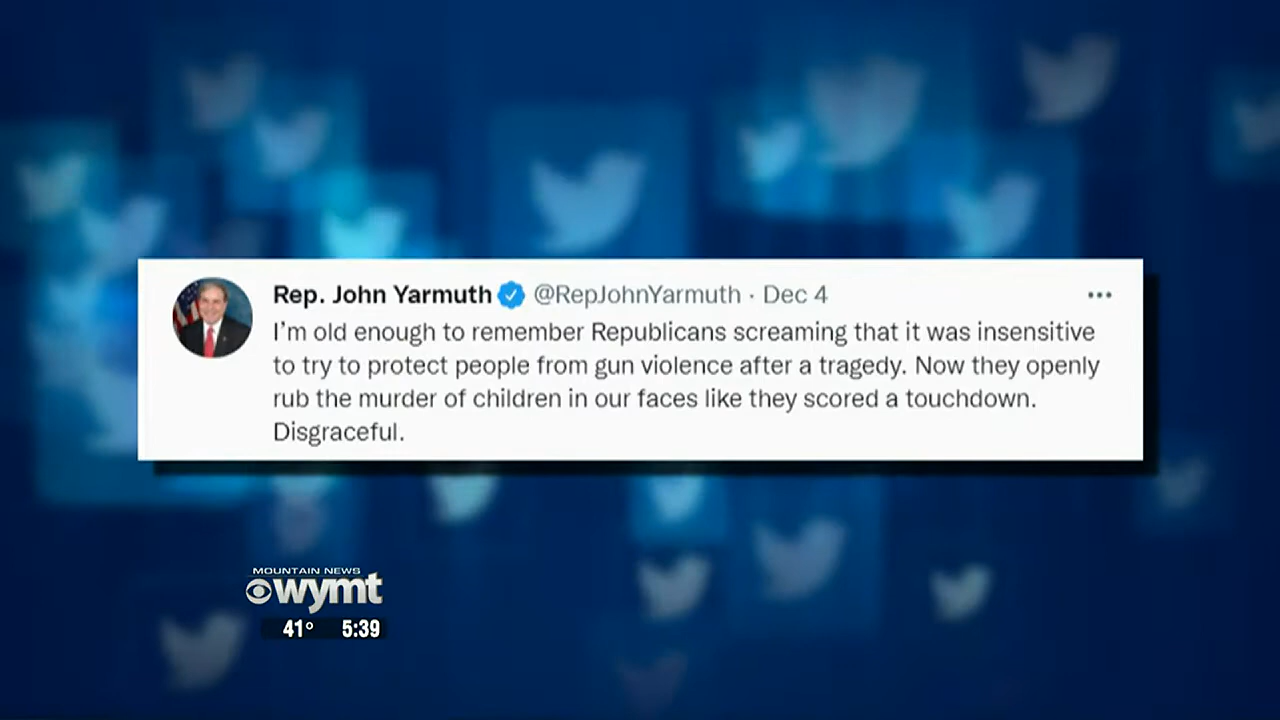 Rep. John Yarmuth @RepJohnYarmuth · Dec 4 ...
I’m old enough to remember Republicans screaming that it was insensitive
to try to protect people from gun violence after a tragedy. Now they openly
rub the murder of children in our faces like they scored a touchdown.
Disgraceful.
MOUNTAIN NEWS
wymt
41° 5:39